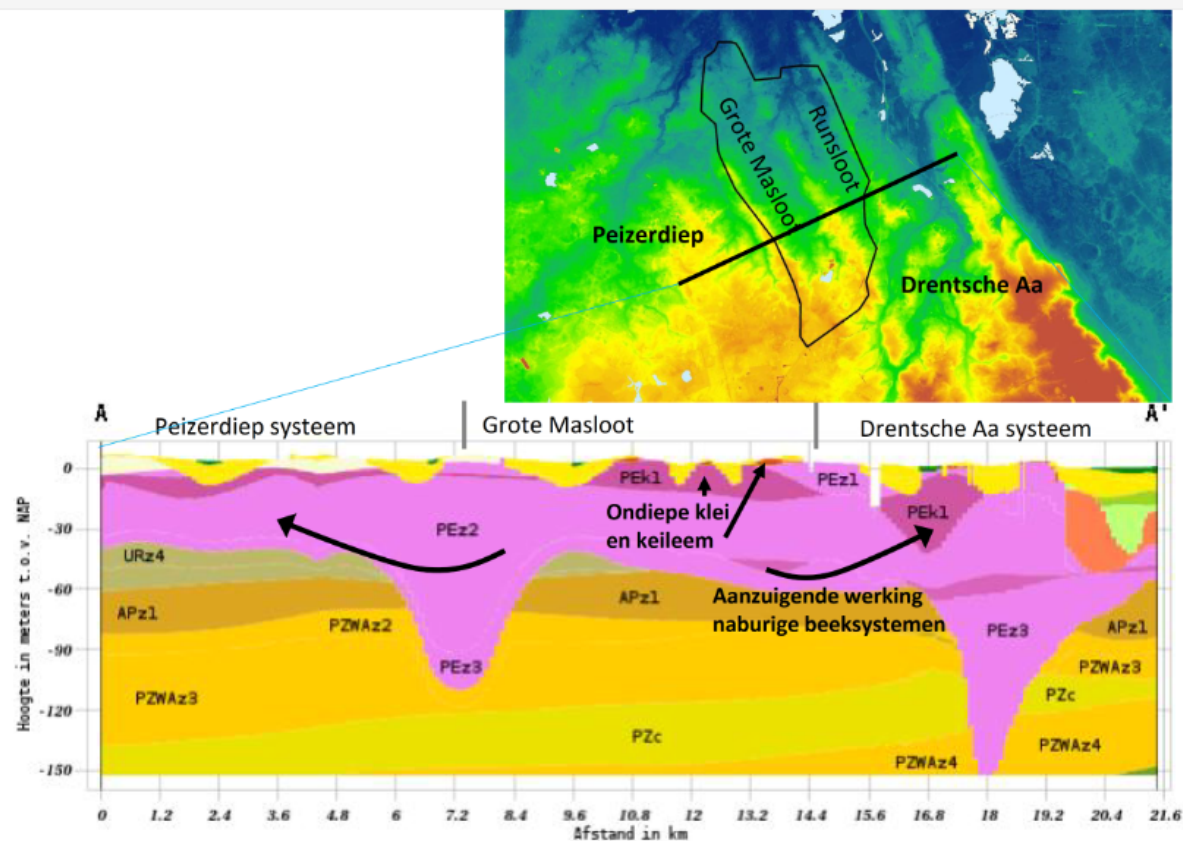 Grote Masloot
Runsloot
Peizerdiep
Drentsche Aa
A
A'
Peizerdiep systeem
Grote Masloot
Drentsche Aa systeem
Hoogte in meters t.o.v. NAP
0
-30
-60
-90
-120
-150
PEk1
PEz1
PEk1
Ondiepe klei
en keileem
PEz2
URz4
APz1
APz1
Aanzuigende werking
naburige beeksystemen
PZWAz2
PEz3
PEz3
APz1
PZWAz3
PZWAz3
PZc
PZc
PZWAz4
PZWAz4
0 1.2 2.4 3.6 4.8 6 7.2 8.4 9.6 10.8 12 13.2 14.4 15.6 16.8 18 19.2 20.4 21.6
Afstand in km